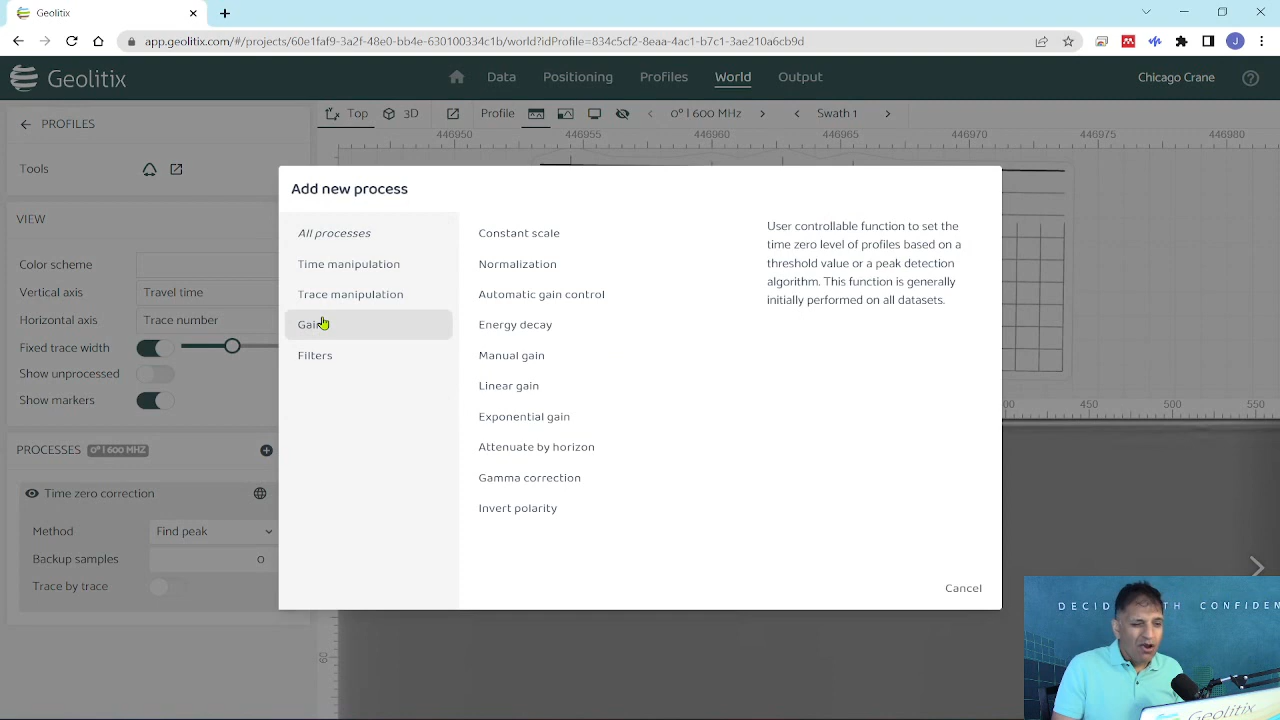 Geolitix
app.geolitix.com/#/projects/60e1faf9-3a2f-48e0-bb4e-630100334c1b/world?idProfile=834c5cf2-8eaa-4ac1-b7c1-3ae210a6cb9d
J
Geolitix
Data
Positioning
Profiles
World
Output
Chicago Crane
PROFILES
Top
3D
Profile
0° | 600 MHz
Swath 1
446950
446955
446960
446965
446970
446975
446980
Tools
VIEW
Color scheme
Vertical axis
Travel time
Horizontal axis
Trace number
Fixed trace width
Show unprocessed
Show markers
PROCESSES 0° | 600 MHZ
Time zero correction
Method
Find peak
Backup samples
0
Trace by trace
Add new process
All processes
Time manipulation
Trace manipulation
Filters
Constant scale
Normalization
Automatic gain control
Energy decay
Manual gain
Linear gain
Exponential gain
Attenuate by horizon
Gamma correction
Invert polarity
User controllable function to set the
time zero level of profiles based on a
threshold value or a peak detection
algorithm. This function is generally
initially performed on all datasets.
Cancel
450
500
550
60
Geolitix